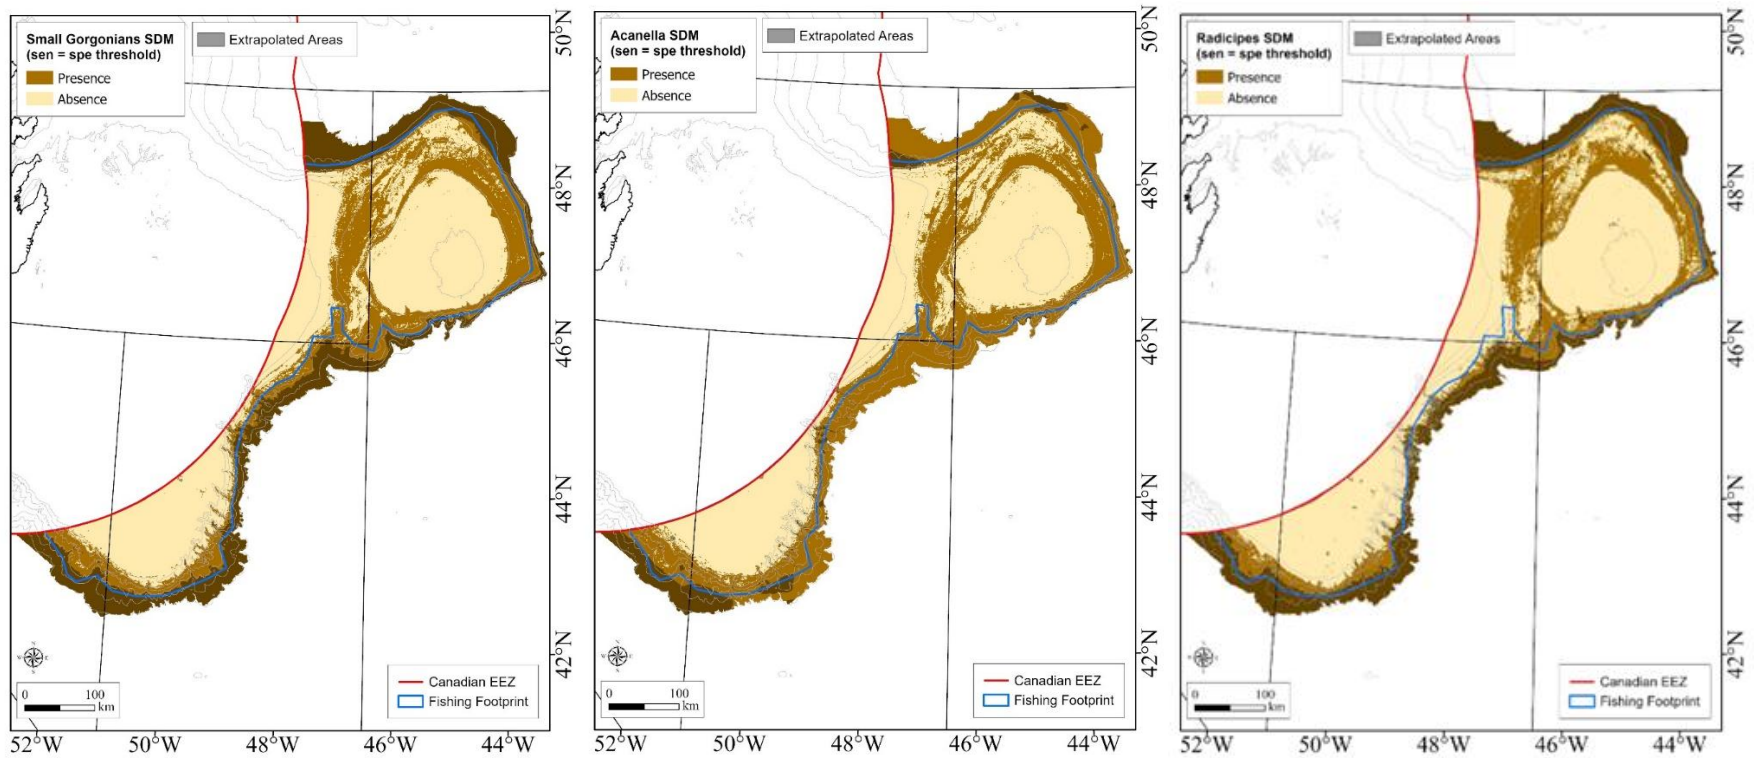 Small Gorgonians SDM
(sen = spe threshold)
Presence
Absence
Extrapolated Areas
50°N
48°N
46°N
44°N
42°N
N
W
E
S
0 100
km
Canadian EEZ
Fishing Footprint
52°W 50°W 48°W 46°W 44°W
Acanella SDM
(sen = spe threshold)
Presence
Absence
Extrapolated Areas
50°N
48°N
46°N
44°N
42°N
N
W
E
S
0 100
km
Canadian EEZ
Fishing Footprint
52°W 50°W 48°W 46°W 44°W
Radicipes SDM
(sen = spe threshold)
Presence
Absence
Extrapolated Areas
50°N
48°N
46°N
44°N
42°N
0 100
km
Canadian EEZ
Fishing Footprint
52°W 50°W 48°W 46°W 44°W